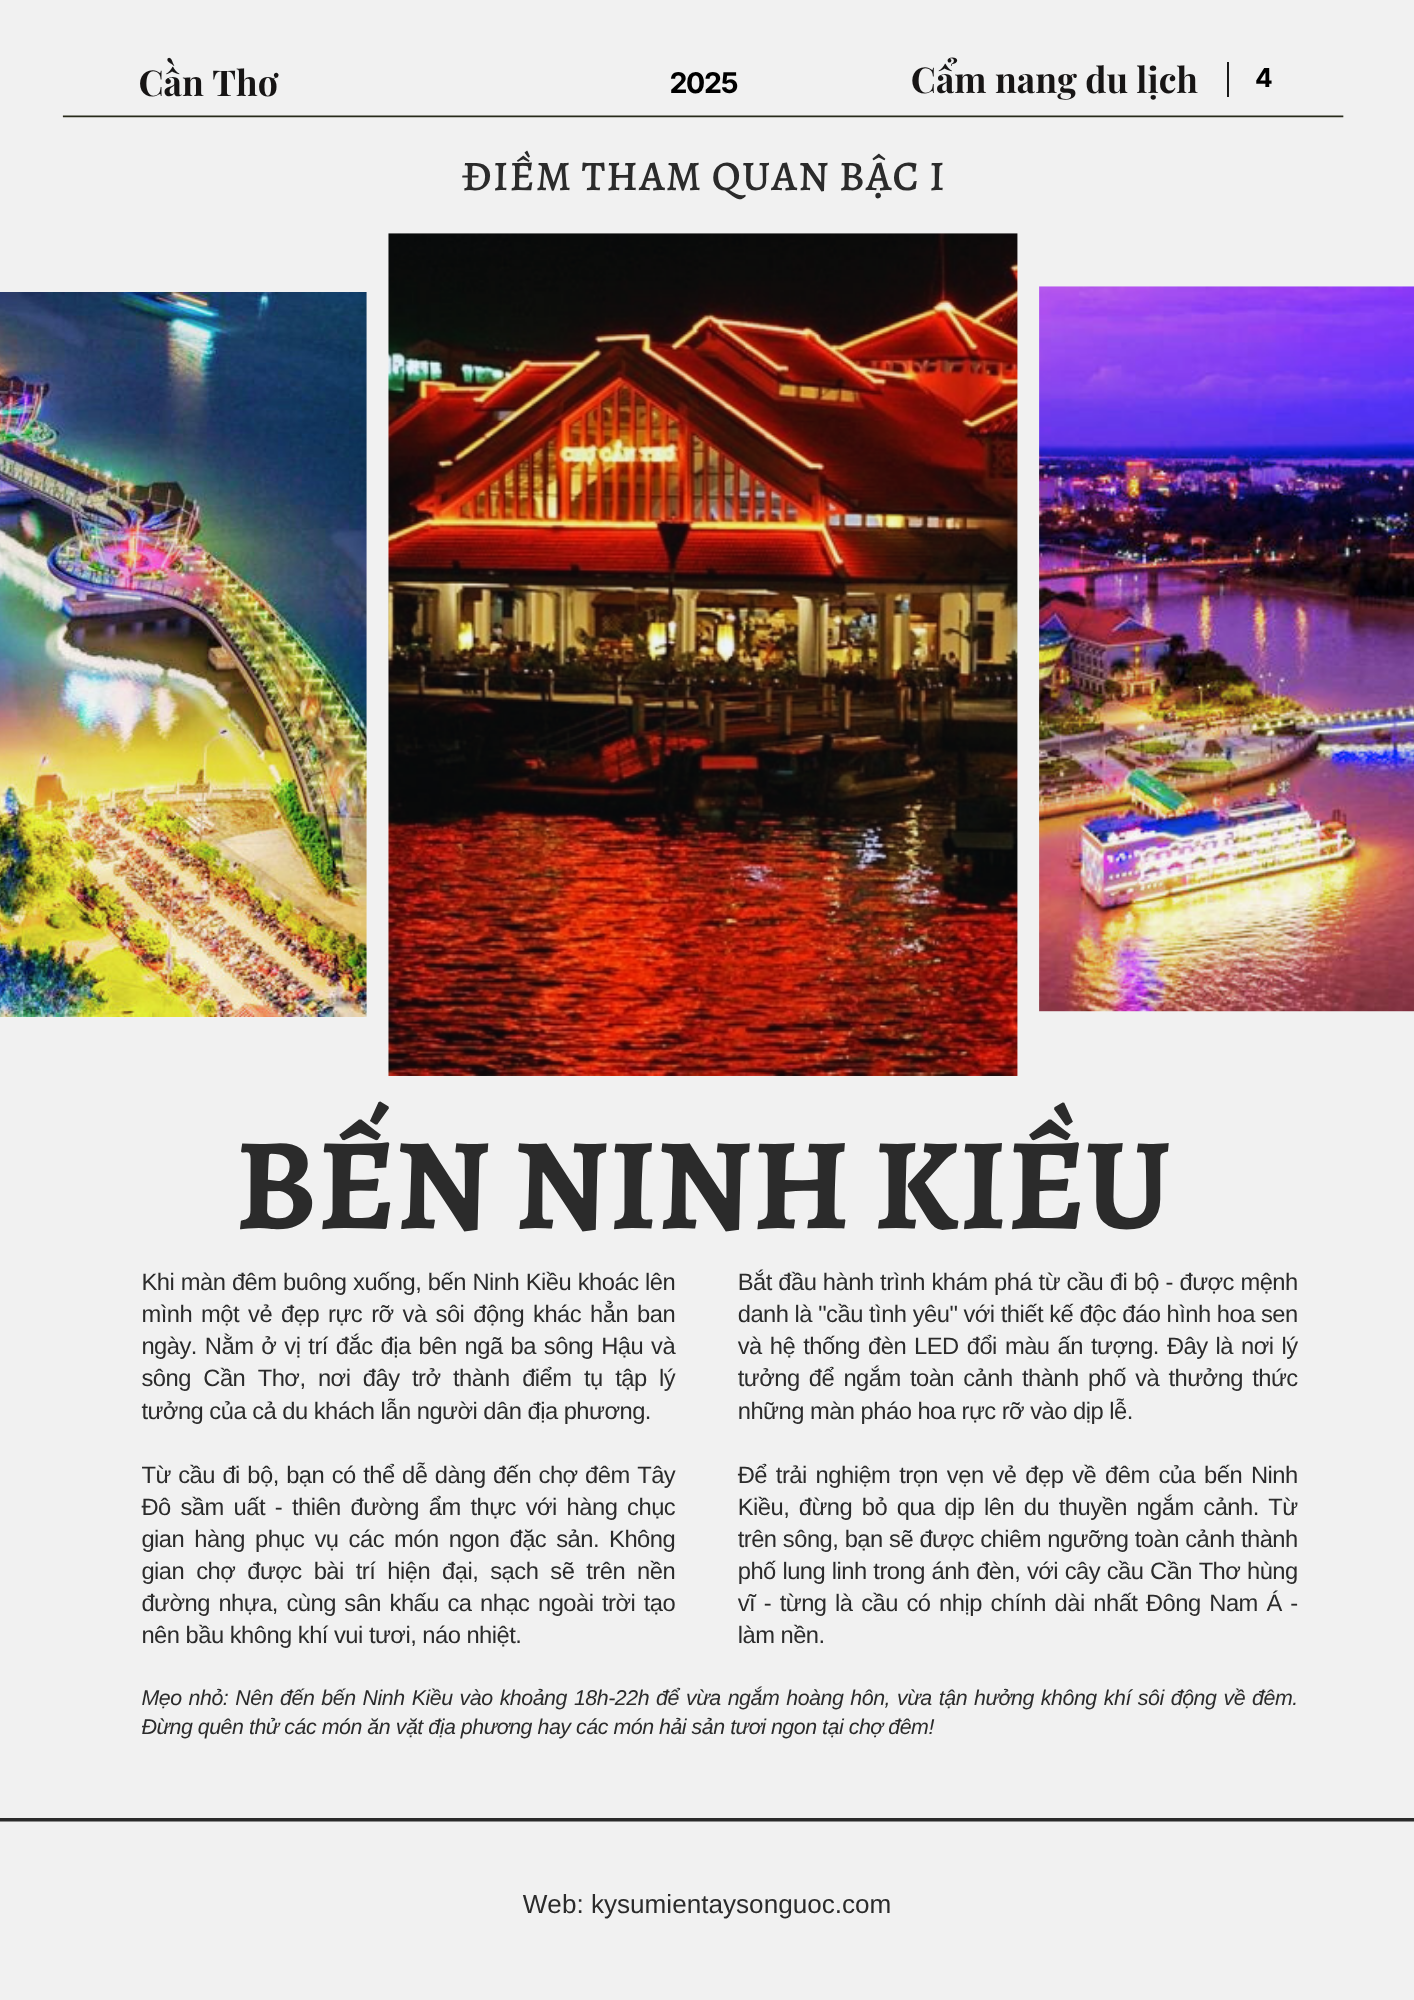 Cần Thơ
2025
Cẩm nang du lịch
4
ĐIỀM THAM QUAN BẬC I
CHỢ CẦN THƠ
BẾN NINH KIỀU
Khi màn đêm buông xuống, bến Ninh Kiều khoác lên
mình một vẻ đẹp rực rỡ và sôi động khác hẳn ban
ngày. Nằm ở vị trí đắc địa bên ngã ba sông Hậu và
sông Cần Thơ, nơi đây trở thành điểm tụ tập lý
tưởng của cả du khách lẫn người dân địa phương.
Từ cầu đi bộ, bạn có thể dễ dàng đến chợ đêm Tây
Đô sầm uất - thiên đường ẩm thực với hàng chục
gian hàng phục vụ các món ngon đặc sản. Không
gian chợ được bài trí hiện đại, sạch sẽ trên nền
đường nhựa, cùng sân khấu ca nhạc ngoài trời tạo
nên bầu không khí vui tươi, náo nhiệt.
Bắt đầu hành trình khám phá từ cầu đi bộ - được mệnh
danh là "cầu tình yêu" với thiết kế độc đáo hình hoa sen
và hệ thống đèn LED đổi màu ấn tượng. Đây là nơi lý
tưởng để ngắm toàn cảnh thành phố và thưởng thức
những màn pháo hoa rực rỡ vào dịp lễ.
Để trải nghiệm trọn vẹn vẻ đẹp về đêm của bến Ninh
Kiều, đừng bỏ qua dịp lên du thuyền ngắm cảnh. Từ
trên sông, bạn sẽ được chiêm ngưỡng toàn cảnh thành
phố lung linh trong ánh đèn, với cây cầu Cần Thơ hùng
vĩ - từng là cầu có nhịp chính dài nhất Đông Nam Á -
làm nền.
Mẹo nhỏ: Nên đến bến Ninh Kiều vào khoảng 18h-22h để vừa ngắm hoàng hôn, vừa tận hưởng không khí sôi động về đêm.
Đừng quên thử các món ăn vặt địa phương hay các món hải sản tươi ngon tại chợ đêm!
Web: kysumientaysonguoc.com